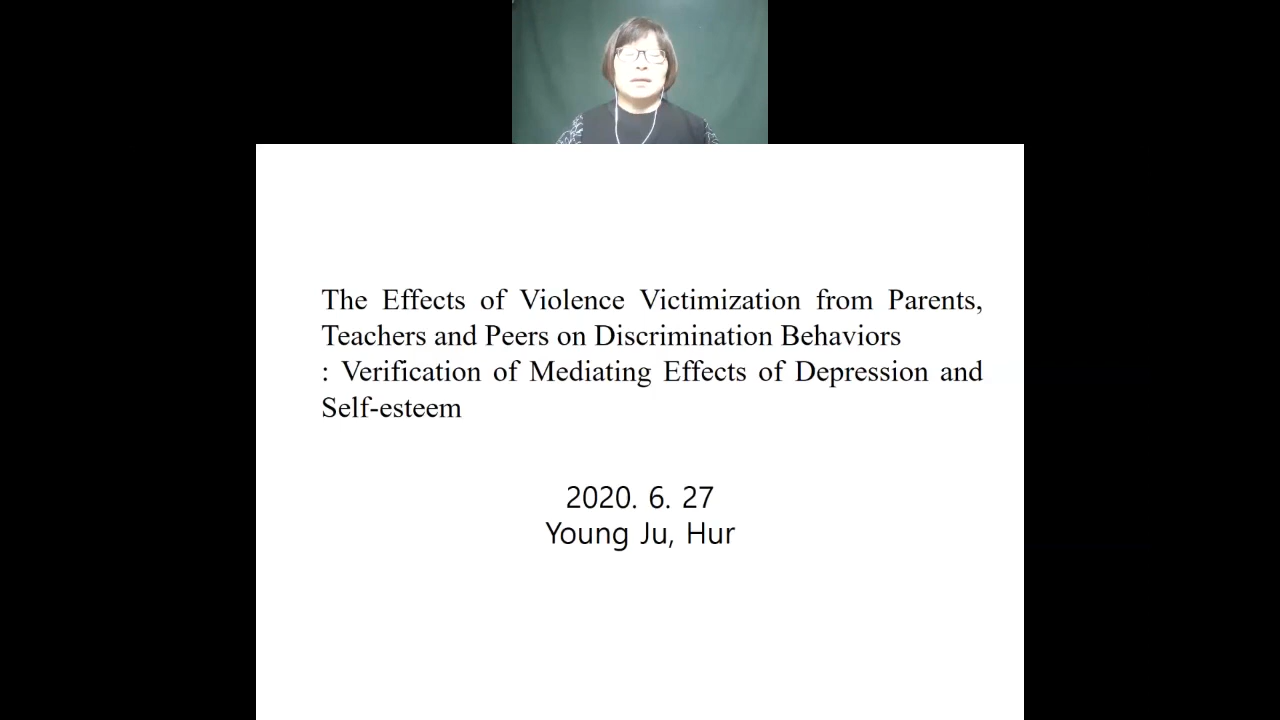 The Effects of Violence Victimization from Parents,
Teachers and Peers on Discrimination Behaviors
: Verification of Mediating Effects of Depression and
Self-esteem
2020. 6. 27
Young Ju, Hur